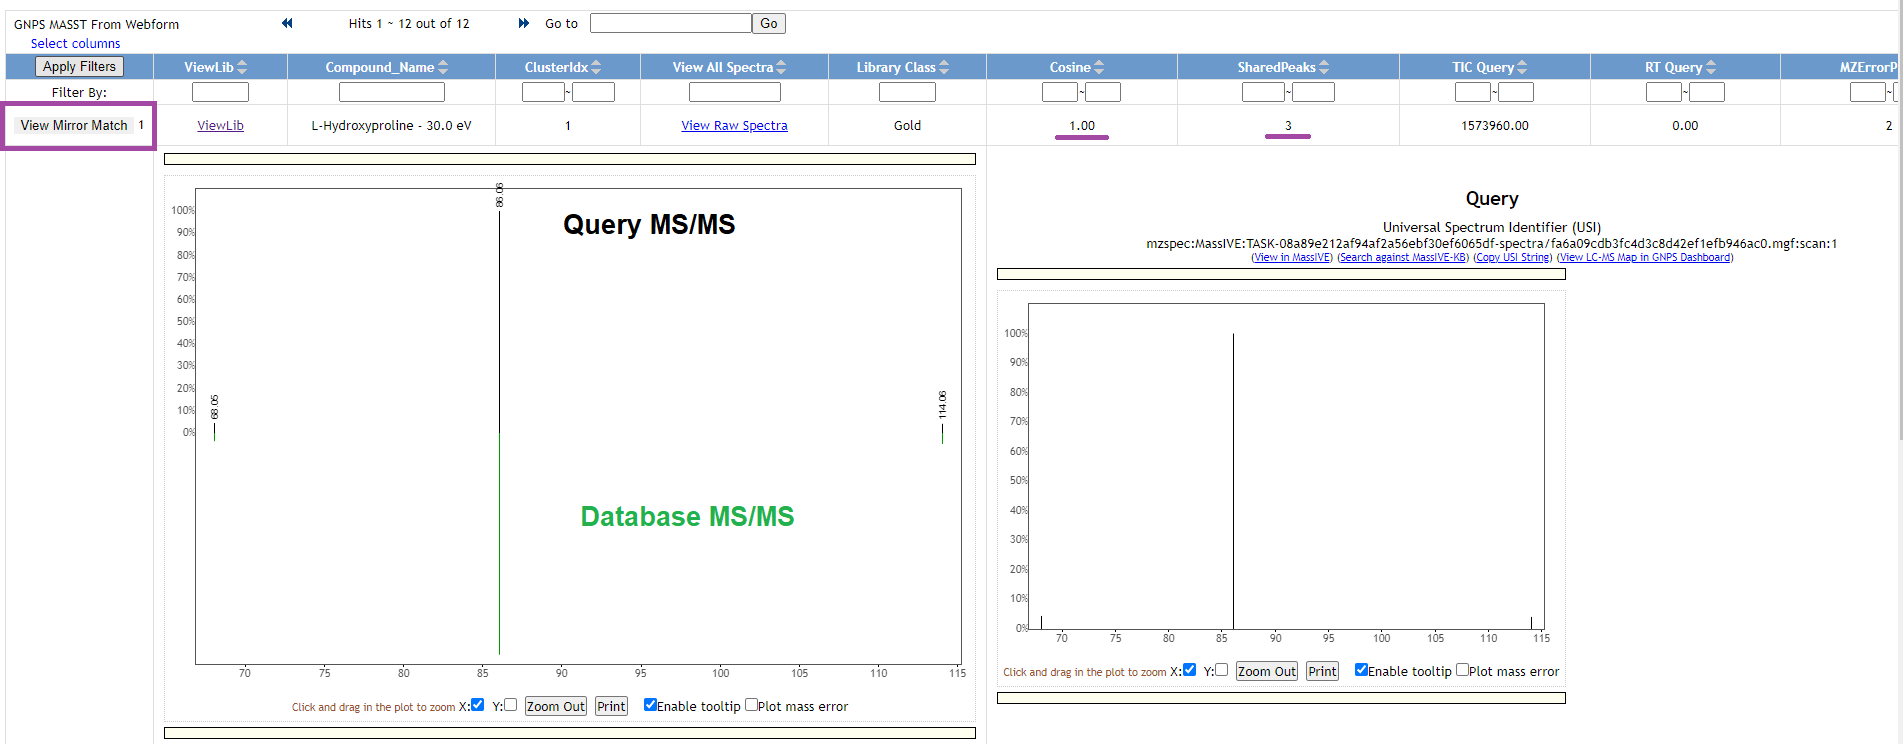 GNPS MASST From Webform Hits 1 ~ 12 out of 12 Go to Go
Select columns
Apply Filters ViewLib Compound_Name ClusterIdx View All Spectra Library Class Cosine SharedPeaks TIC Query RT Query MZErrorP
Filter By: ~ ~ ~ ~ ~ ~
View Mirror Match 1 ViewLib L-Hydroxyproline - 30.0 eV 1 View Raw Spectra Gold 1.00 3 1573960.00 0.00 2
86.06
100%
90%
80%
70%
60%
50%
40%
30%
20%
10%
0%
68.05
114.06
Query MS/MS
Database MS/MS
70 75 80 85 90 95 100 105 110 115
Click and drag in the plot to zoom X: Y: Zoom Out Print Enable tooltip Plot mass error
Query
Universal Spectrum Identifier (USI)
mzspec:MassIVE:TASK-08a89e212af94af2a56ebf30ef6065df-spectra/fa6a09cdb3fc4d3c8d42ef1efb946ac0.mgf:scan:1
(View in MassIVE) (Search against MassIVE-KB) (Copy USI String) (View LC-MS Map in GNPS Dashboard)
100%
90%
80%
70%
60%
50%
40%
30%
20%
10%
0%
70 75 80 85 90 95 100 105 110 115
Click and drag in the plot to zoom X: Y: Zoom Out Print Enable tooltip Plot mass error